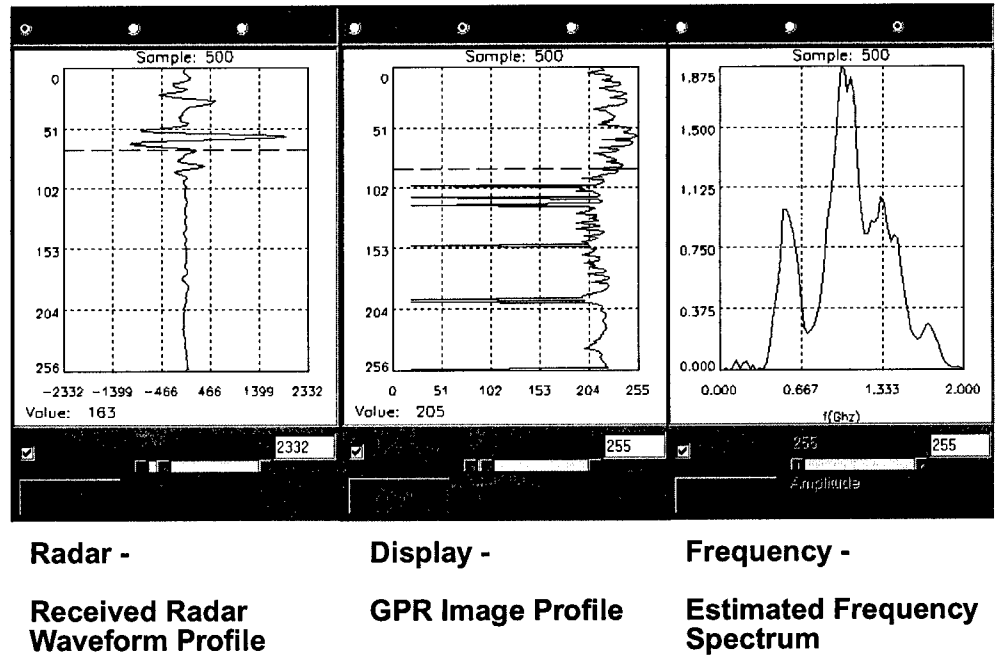 Sample: 500
0
51
102
153
204
256
-2332 -1399 -466 466 1399 2332
Value: 163
2332
Sample: 500
0
51
102
153
204
256
0 51 102 153 204 255
Value: 205
255
Sample: 500
1.875
1.500
1.125
0.750
0.375
0.000
0.000 0.667 1.333 2.000
f(Ghz)
255
255
Amplitude
Radar -
Received Radar
Waveform Profile
Display -
GPR Image Profile
Frequency -
Estimated Frequency
Spectrum